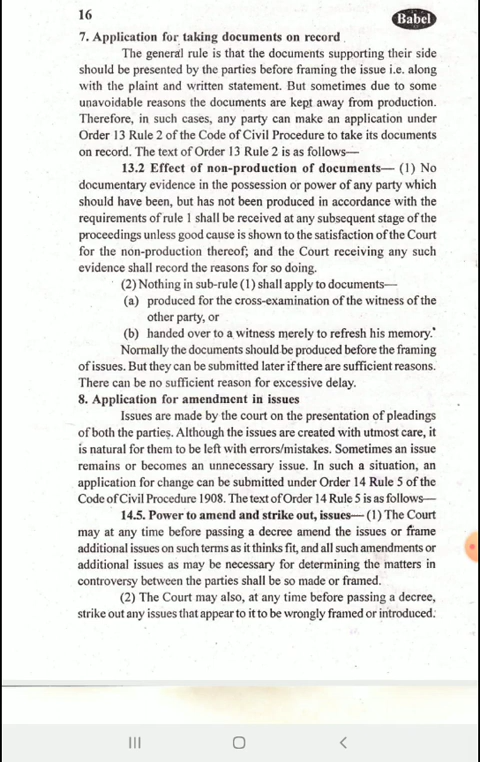 16
Babel
7. Application for taking documents on record
The general rule is that the documents supporting their side
should be presented by the parties before framing the issue i.e. along
with the plaint and written statement. But sometimes due to some
unavoidable reasons the documents are kept away from production.
Therefore, in such cases, any party can make an application under
Order 13 Rule 2 of the Code of Civil Procedure to take its documents
on record. The text of Order 13 Rule 2 is as follows—
13.2 Effect of non-production of documents— (1) No
documentary evidence in the possession or power of any party which
should have been, but has not been produced in accordance with the
requirements of rule 1 shall be received at any subsequent stage of the
proceedings unless good cause is shown to the satisfaction of the Court
for the non-production thereof; and the Court receiving any such
evidence shall record the reasons for so doing.
(2) Nothing in sub-rule (1) shall apply to documents—
(a) produced for the cross-examination of the witness of the
other party, or
(b) handed over to a witness merely to refresh his memory.
Normally the documents should be produced before the framing
of issues. But they can be submitted later if there are sufficient reasons.
There can be no sufficient reason for excessive delay.
8. Application for amendment in issues
Issues are made by the court on the presentation of pleadings
of both the parties. Although the issues are created with utmost care, it
is natural for them to be left with errors/mistakes. Sometimes an issue
remains or becomes an unnecessary issue. In such a situation, an
application for change can be submitted under Order 14 Rule 5 of the
Code of Civil Procedure 1908. The text of Order 14 Rule 5 is as follows—
14.5. Power to amend and strike out, issues— (1) The Court
may at any time before passing a decree amend the issues or frame
additional issues on such terms as it thinks fit, and all such amendments or
additional issues as may be necessary for determining the matters in
controversy between the parties shall be so made or framed.
(2) The Court may also, at any time before passing a decree,
strike out any issues that appear to it to be wrongly framed or introduced.